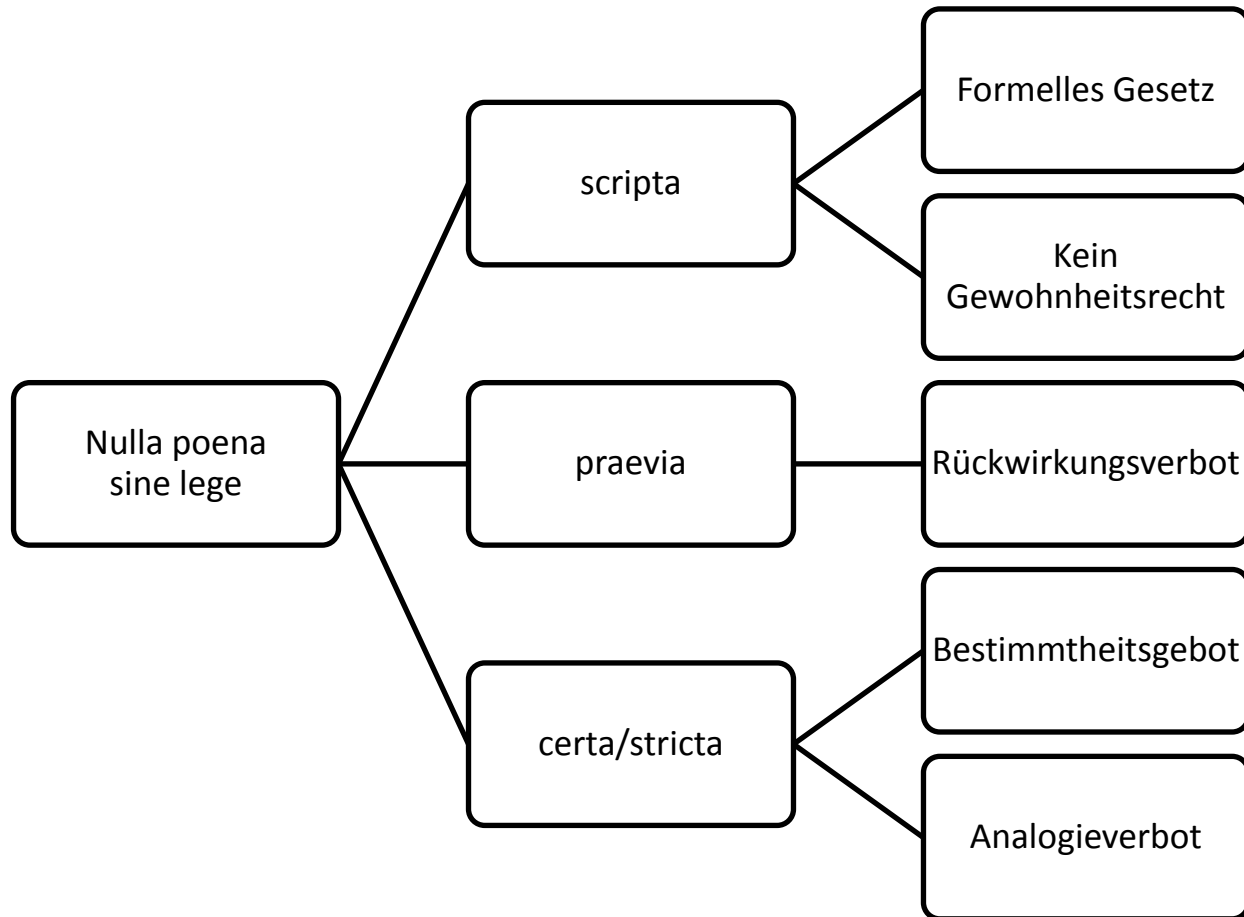 Nulla poena
sine lege
scripta
Formelles Gesetz
Kein
Gewohnheitsrecht
praevia
Rückwirkungsverbot
certa/stricta
Bestimmtheitsgebot
Analogieverbot